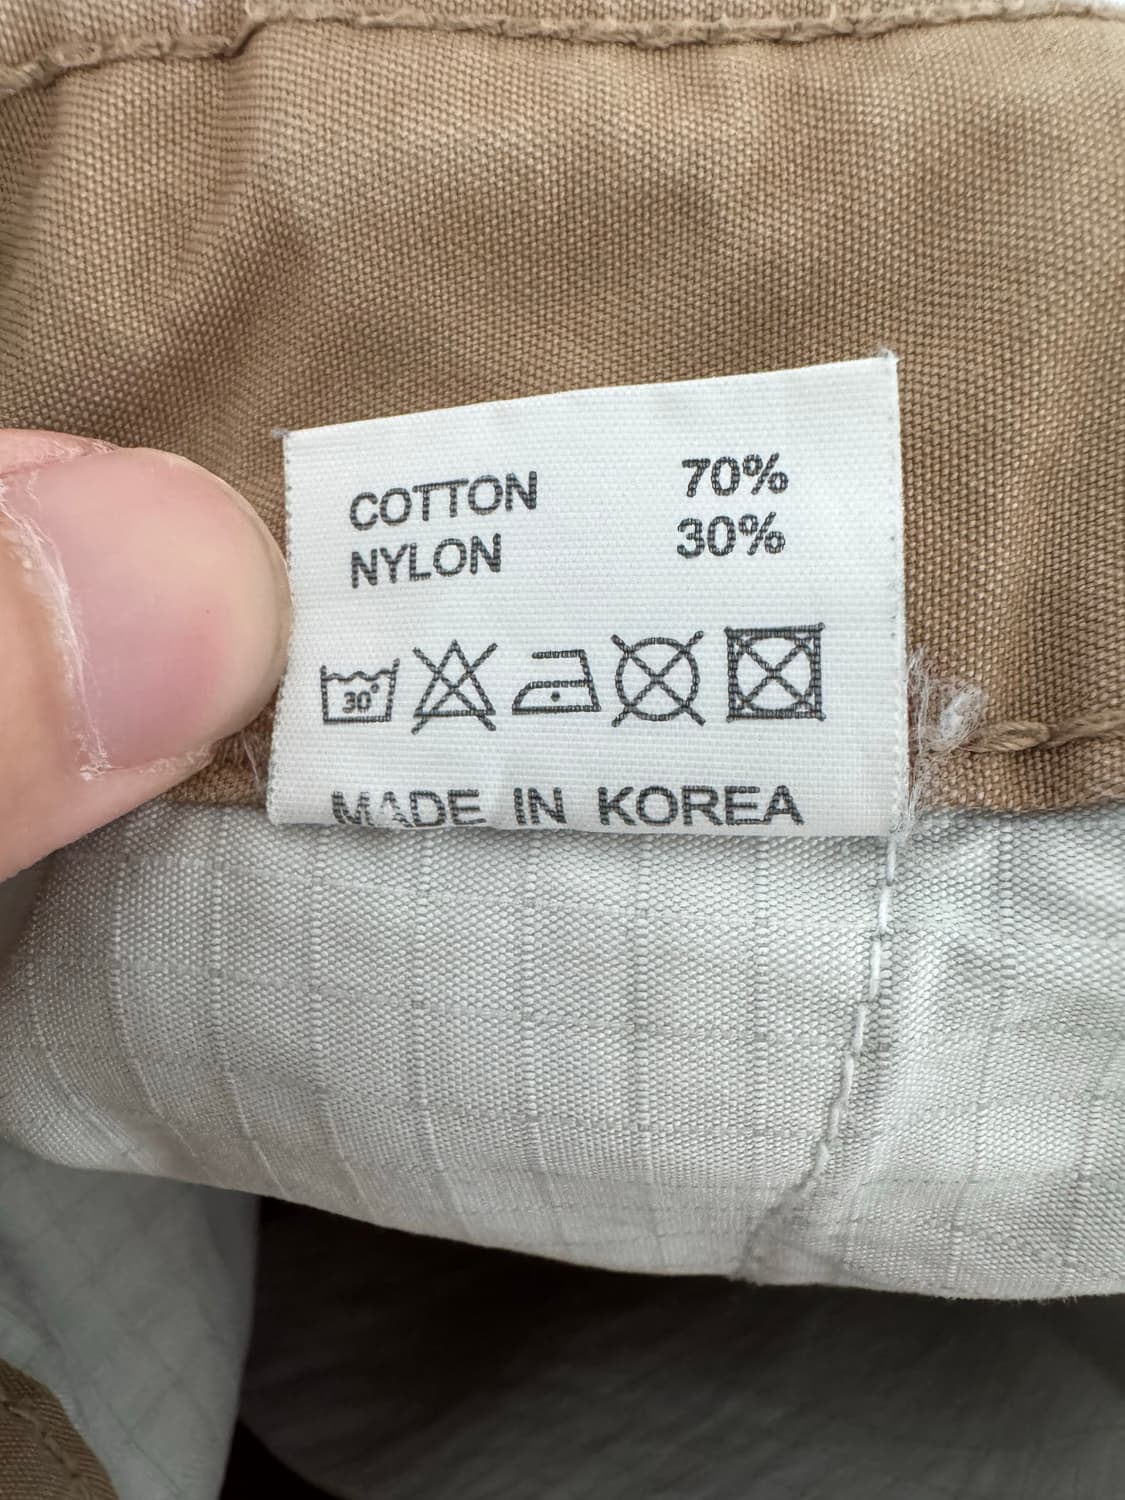 COTTON 70%
NYLON 30%
30°
MADE IN KOREA